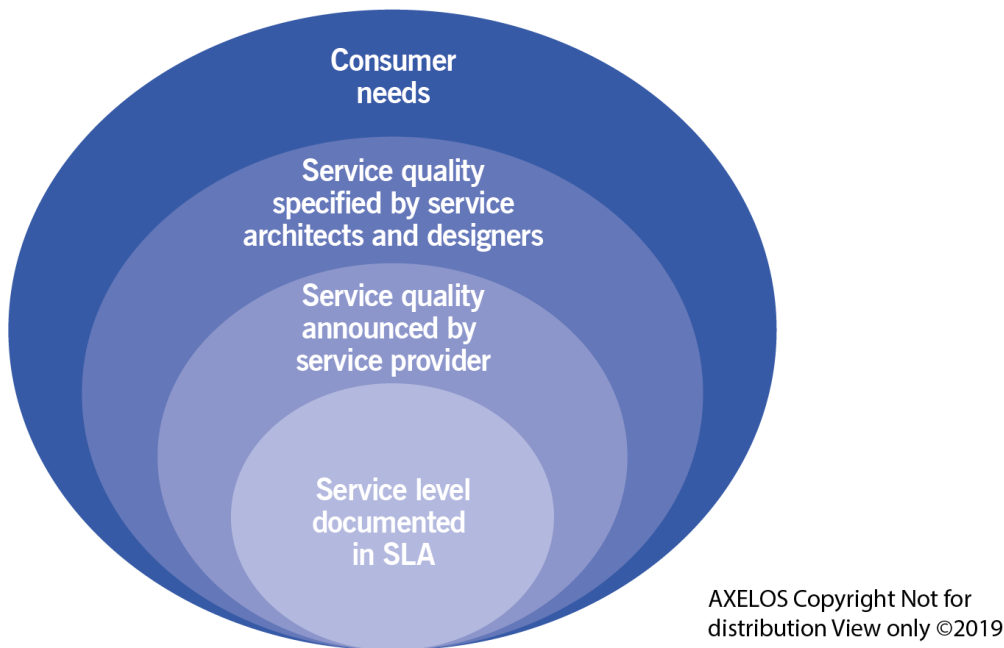 Consumer
needs
Service quality
specified by service
architects and designers
Service quality
announced by
service provider
Service level
documented
in SLA
AXELOS Copyright Not for
distribution View only ©2019